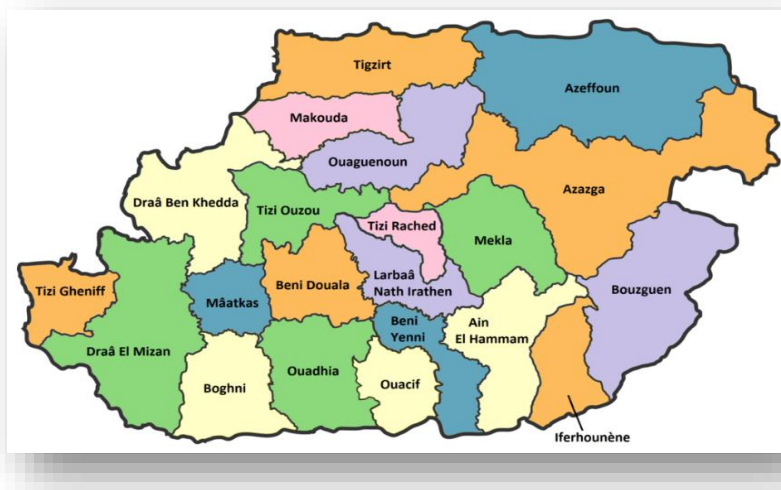 Tigzirt
Azeffoun
Makouda
Ouaguenoun
Draâ Ben Khedda
Tizi Ouzou
Azazga
Tizi Rached
Mekla
Tizi Gheniff
Mâatkas
Beni Douala
Larbaâ
Nath Irathen
Bouzguen
Draâ El Mizan
Boghni
Ouadhia
Beni
Yenni
Ouacif
Ain
El Hammam
Iferhounène